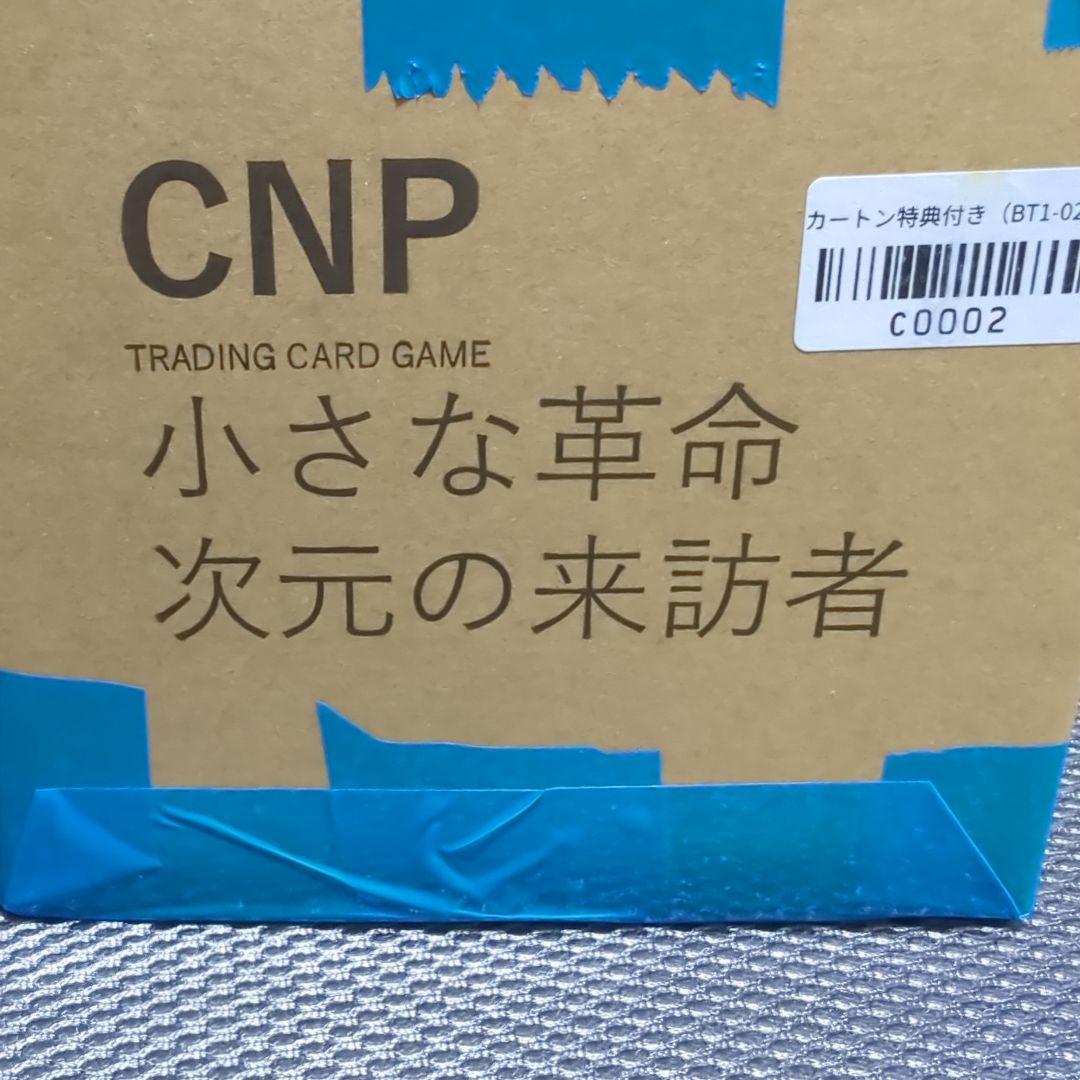 CNP
TRADING CARD GAME
小さな革命
次元の来訪者
カートン特典付き（BT1-02
C0002